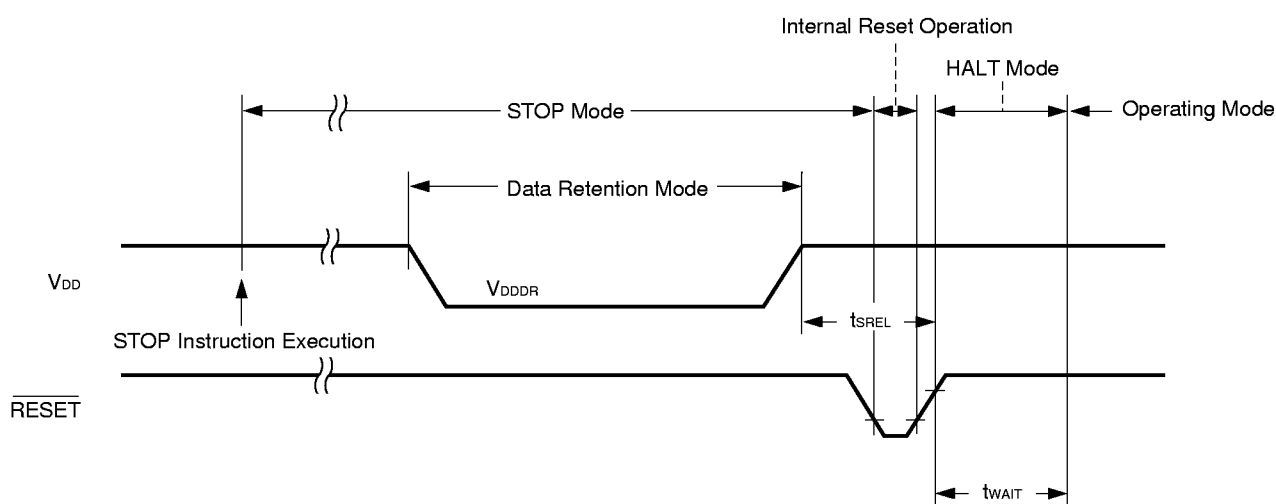 Internal Reset Operation
HALT Mode
STOP Mode
Operating Mode
Data Retention Mode
VDD
VDDDR
tSREL
STOP Instruction Execution
RESET
tWAIT